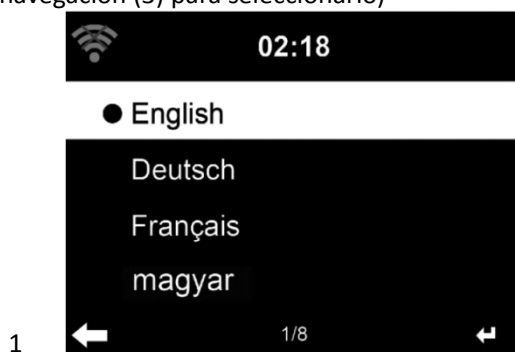 navegación (5) para seleccionarlo)
02:18
English
Deutsch
Français
magyar
1
1/8